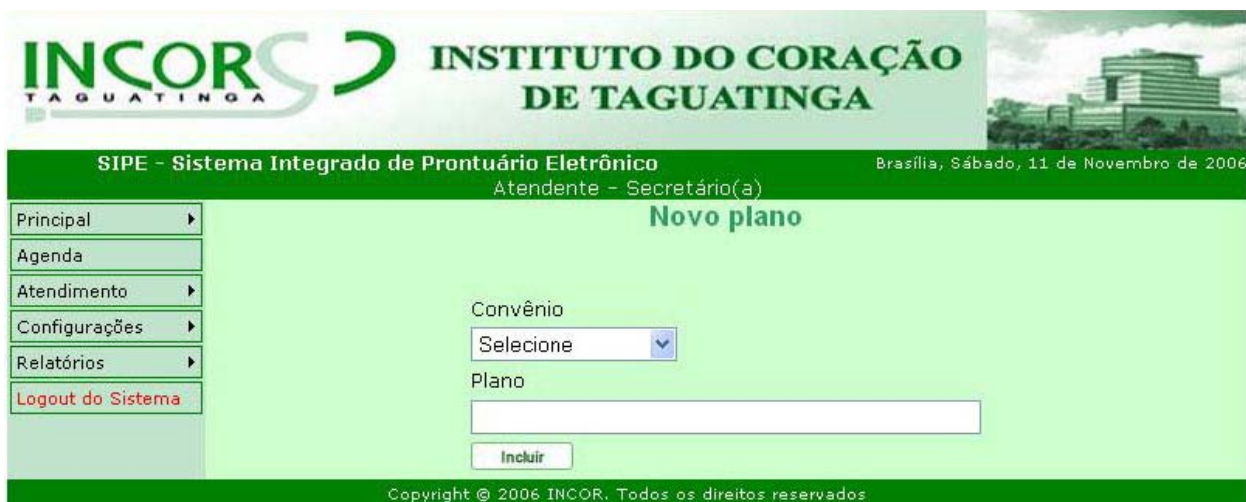 INCOR
TAGUATINGA
INSTITUTO DO CORAÇÃO
DE TAGUATINGA
SIPE - Sistema Integrado de Prontuário Eletrônico
Brasília, Sábado, 11 de Novembro de 2006
Atendente - Secretário(a)
Principal
Agenda
Atendimento
Configurações
Relatórios
Logout do Sistema
Novo plano
Convênio
Selecione
Plano
Incluir
Copyright @ 2006 INCOR. Todos os direitos reservados